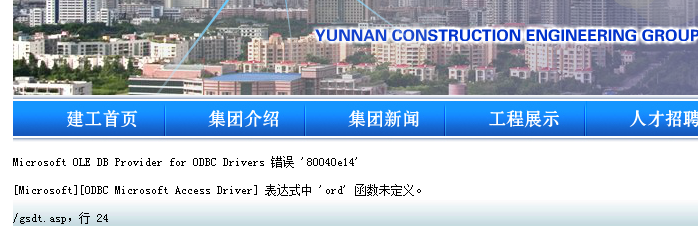 YUNNAN CONSTRUCTION ENGINEERING GROUP
建工首页 集团介绍 集团新闻 工程展示 人才招聘
Microsoft OLE DB Provider for ODBC Drivers 错误 '80040e14'
[Microsoft][ODBC Microsoft Access Driver] 表达式中 'ord' 函数未定义。
/gsdt.asp，行 24